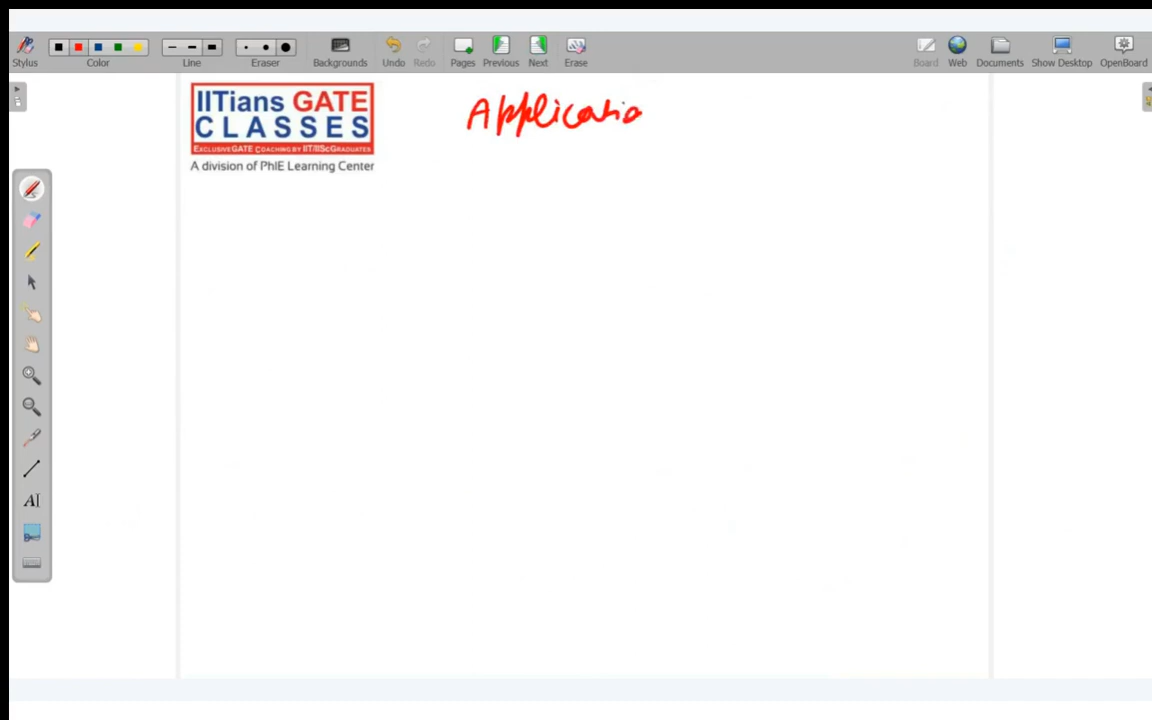 Stylus Color Line Eraser Backgrounds Undo Redo Pages Previous Next Erase Board Web Documents Show Desktop OpenBoard
IITians GATE
CLASSES
EXCLUSIVE GATE COACHING BY IIT/IISc GRADUATES
A division of PhIE Learning Center
Applicatio
AI